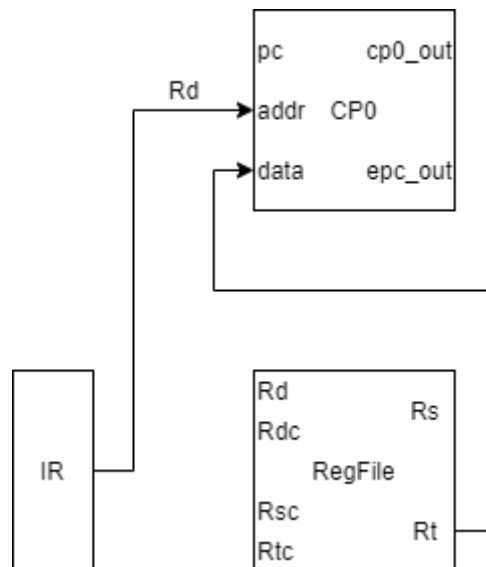 pc cp0_out
Rd
addr CP0
data epc_out
Rd
Rs
Rdc
IR
RegFile
Rsc
Rt
Rtc